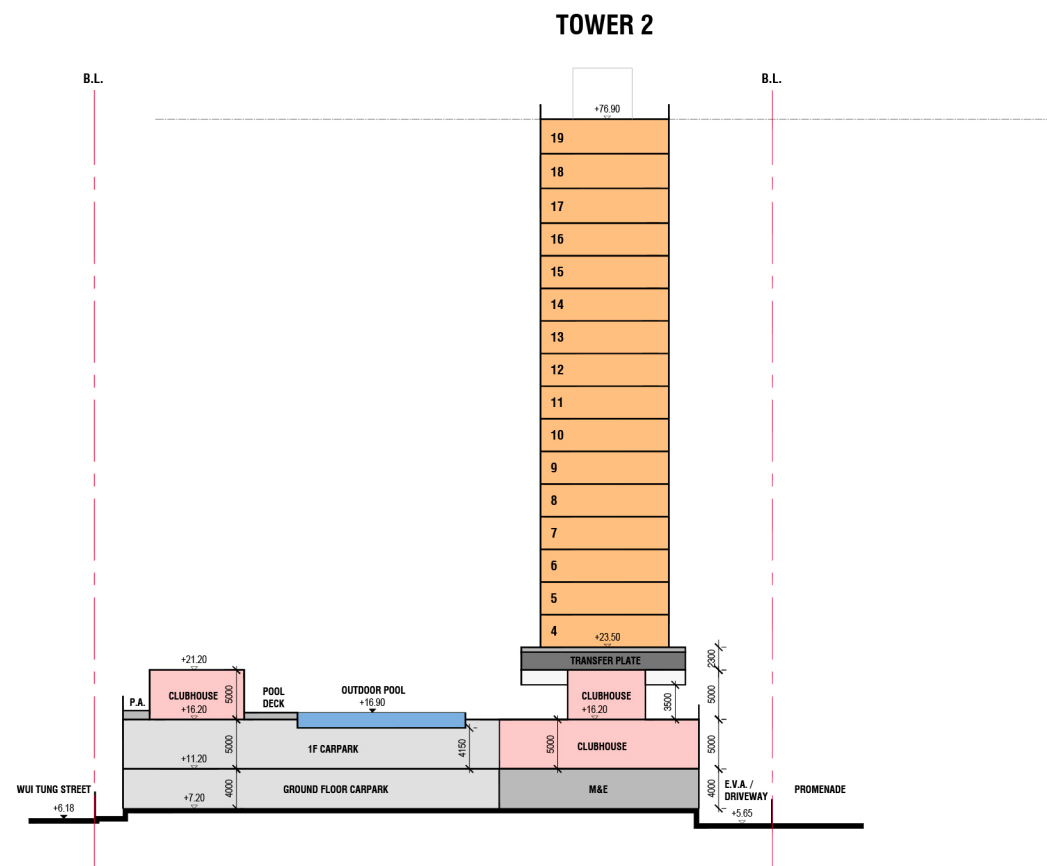 TOWER 2
B.L.
B.L.
+76.90
19
18
17
16
15
14
13
12
11
10
9
8
7
6
5
4
+23.50
TRANSFER PLATE
2300
+21.20
CLUBHOUSE
5000
+16.20
P.A.
POOL
DECK
OUTDOOR POOL
+16.90
CLUBHOUSE
+16.20
3500
5000
1F CARPARK
5000
4150
5000
CLUBHOUSE
5000
+11.20
GROUND FLOOR CARPARK
4000
+7.20
M&E
4000
WUI TUNG STREET
+6.18
E.V.A. /
DRIVEWAY
+5.65
PROMENADE